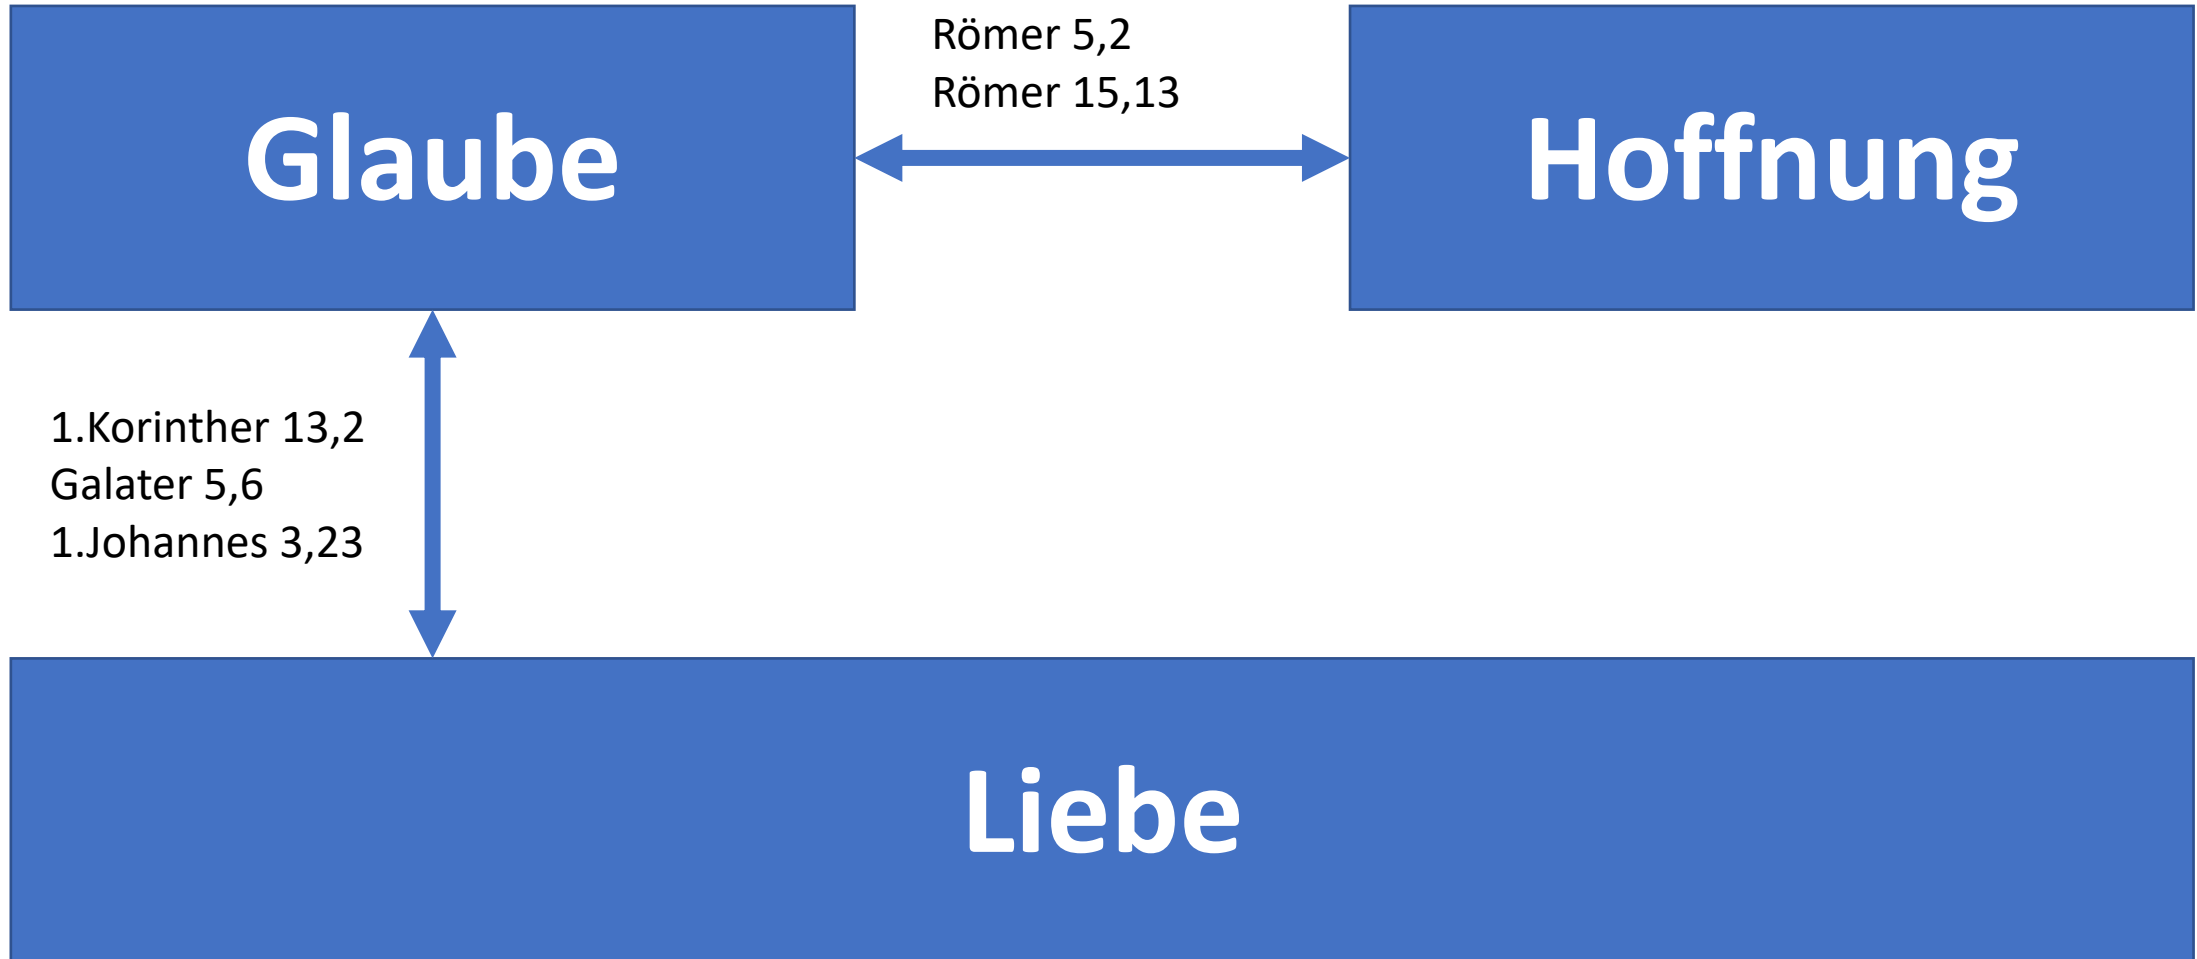 Glaube
Römer 5,2
Römer 15,13
Hoffnung
1.Korinther 13,2
Galater 5,6
1.Johannes 3,23
Liebe